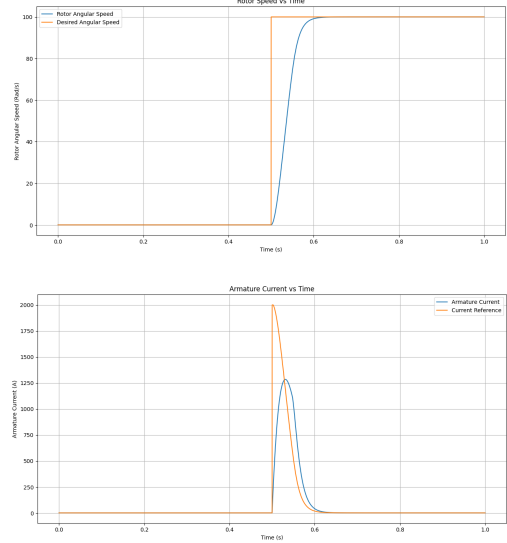 Rotor Speed vs Time
Rotor Angular Speed
Desired Angular Speed
Rotor Angular Speed (Rad/s)
100
80
60
40
20
0
0.0 0.2 0.4 0.6 0.8 1.0
Time (s)
Armature Current vs Time
Armature Current
Current Reference
Armature Current (A)
2000
1750
1500
1250
1000
750
500
250
0
0.0 0.2 0.4 0.6 0.8 1.0
Time (s)